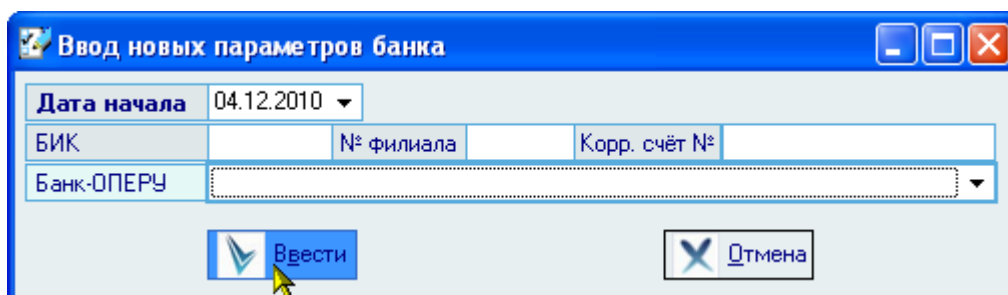 Ввод новых параметров банка
Дата начала 04.12.2010
БИК № филиала Корр. счёт №
Банк-ОПЕРУ
Ввести Отмена